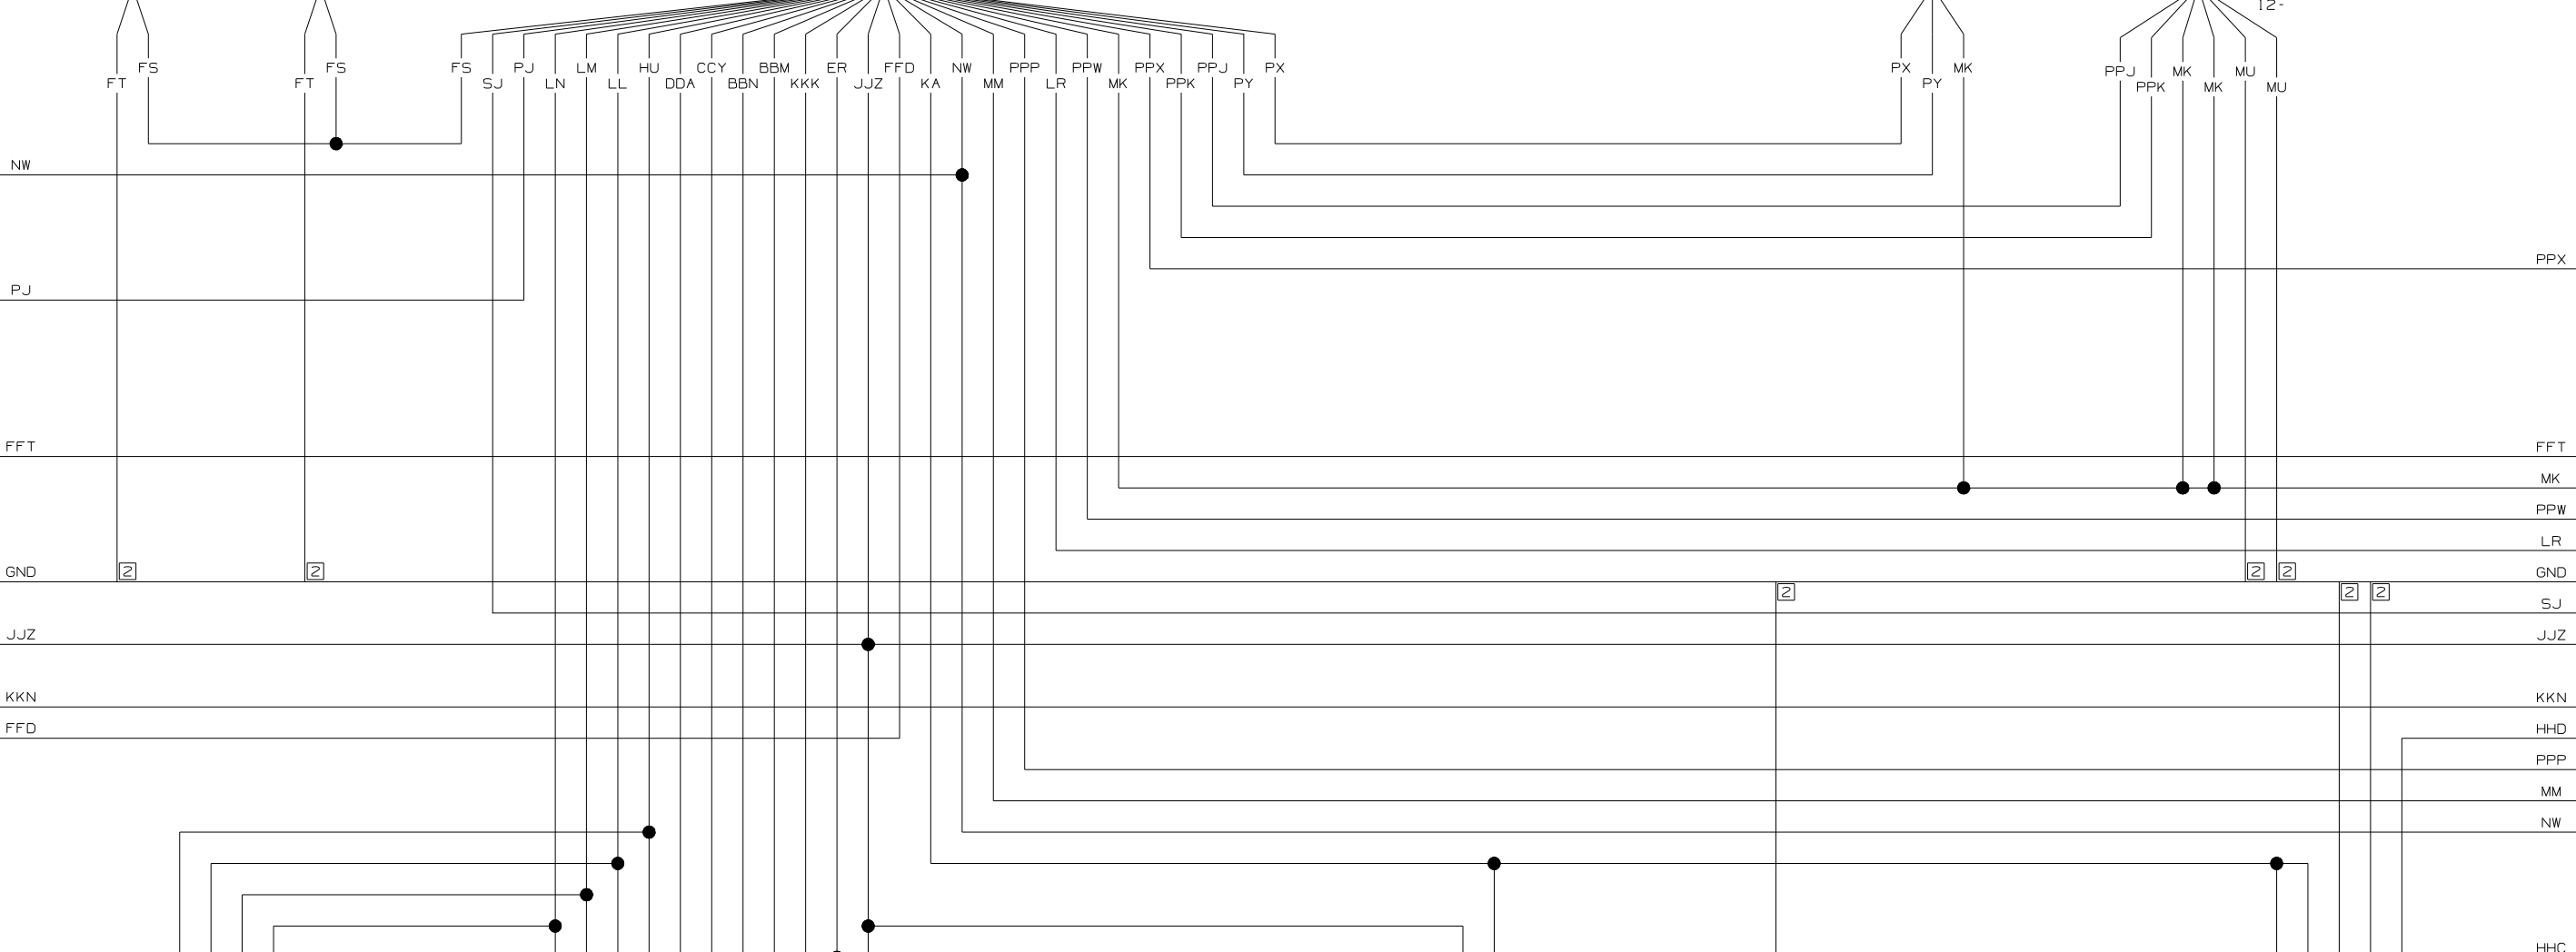 12-
FS FS FS PJ LM HU CCY BBM ER FFD NW PPP PPW PPX PPJ PX PX MK PPJ MK MU
FT FT SJ LN LL DDA BBN KKK JJZ KA MM LR MK PPK PY PY PPK MK MU
NW
PPX
PJ
FFT FFT
MK
PPW
LR
GND 2 2 2 2 GND
2 2 2
SJ
JJZ JJZ
KKN KKN
FFD HHD
PPP
MM
NW
HHC